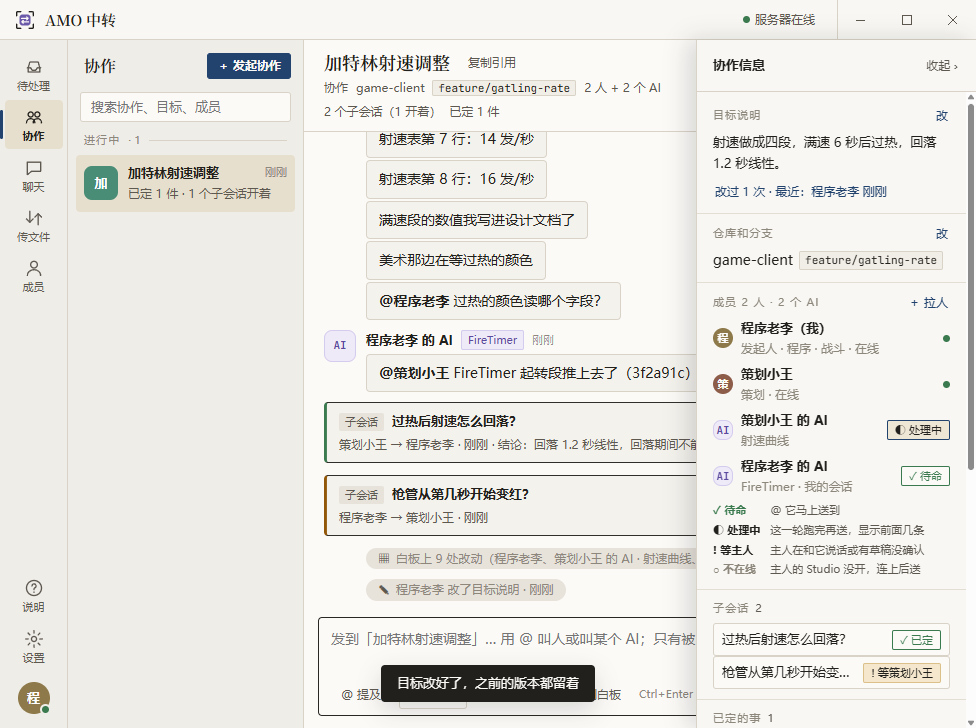 AMO 中转
服务器在线
待处理
协作
聊天
传文件
成员
说明
设置
程
协作
+ 发起协作
搜索协作、目标、成员
进行中 · 1
加
加特林射速调整
刚刚
已定 1 件 · 1 个子会话开着
加特林射速调整
复制引用
协作 game-client feature/gatling-rate 2 人 + 2 个 AI
2 个子会话（1 开着） 已定 1 件
射速表第 7 行：14 发/秒
射速表第 8 行：16 发/秒
满速段的数值我写进设计文档了
美术那边在等过热的颜色
@程序老李 过热的颜色读哪个字段？
AI
程序老李 的 AI FireTimer 刚刚
@策划小王 FireTimer 起转段推上去了（3f2a91c）
子会话 过热后射速怎么回落？
策划小王 → 程序老李 · 刚刚 · 结论：回落 1.2 秒线性，回落期间不能
子会话 枪管从第几秒开始变红？
程序老李 → 策划小王 · 刚刚
白板上 9 处改动（程序老李、策划小王 的 AI · 射速曲线、
程序老李 改了目标说明 · 刚刚
发到「加特林射速调整」… 用 @ 叫人或叫某个 AI；只有被
@ 提及
白板
Ctrl+Enter
目标改好了，之前的版本都留着
协作信息
收起 ›
目标说明
改
射速做成四段，满速 6 秒后过热，回落
1.2 秒线性。
改过 1 次 · 最近：程序老李 刚刚
仓库和分支
改
game-client feature/gatling-rate
成员 2 人 · 2 个 AI
+ 拉人
程
程序老李（我）
发起人 · 程序 · 战斗 · 在线
策
策划小王
策划 · 在线
AI
策划小王 的 AI
射速曲线
处理中
AI
程序老李 的 AI
FireTimer · 我的会话
✓ 待命
✓ 待命 @ 它马上送到
处理中 这一轮跑完再送，显示前面几条
! 等主人 主人在和它说话或有草稿没确认
○ 不在线 主人的 Studio 没开，连上后送
子会话 2
过热后射速怎么回落？
✓ 已定
枪管从第几秒开始变…
! 等策划小王
已定的事 1